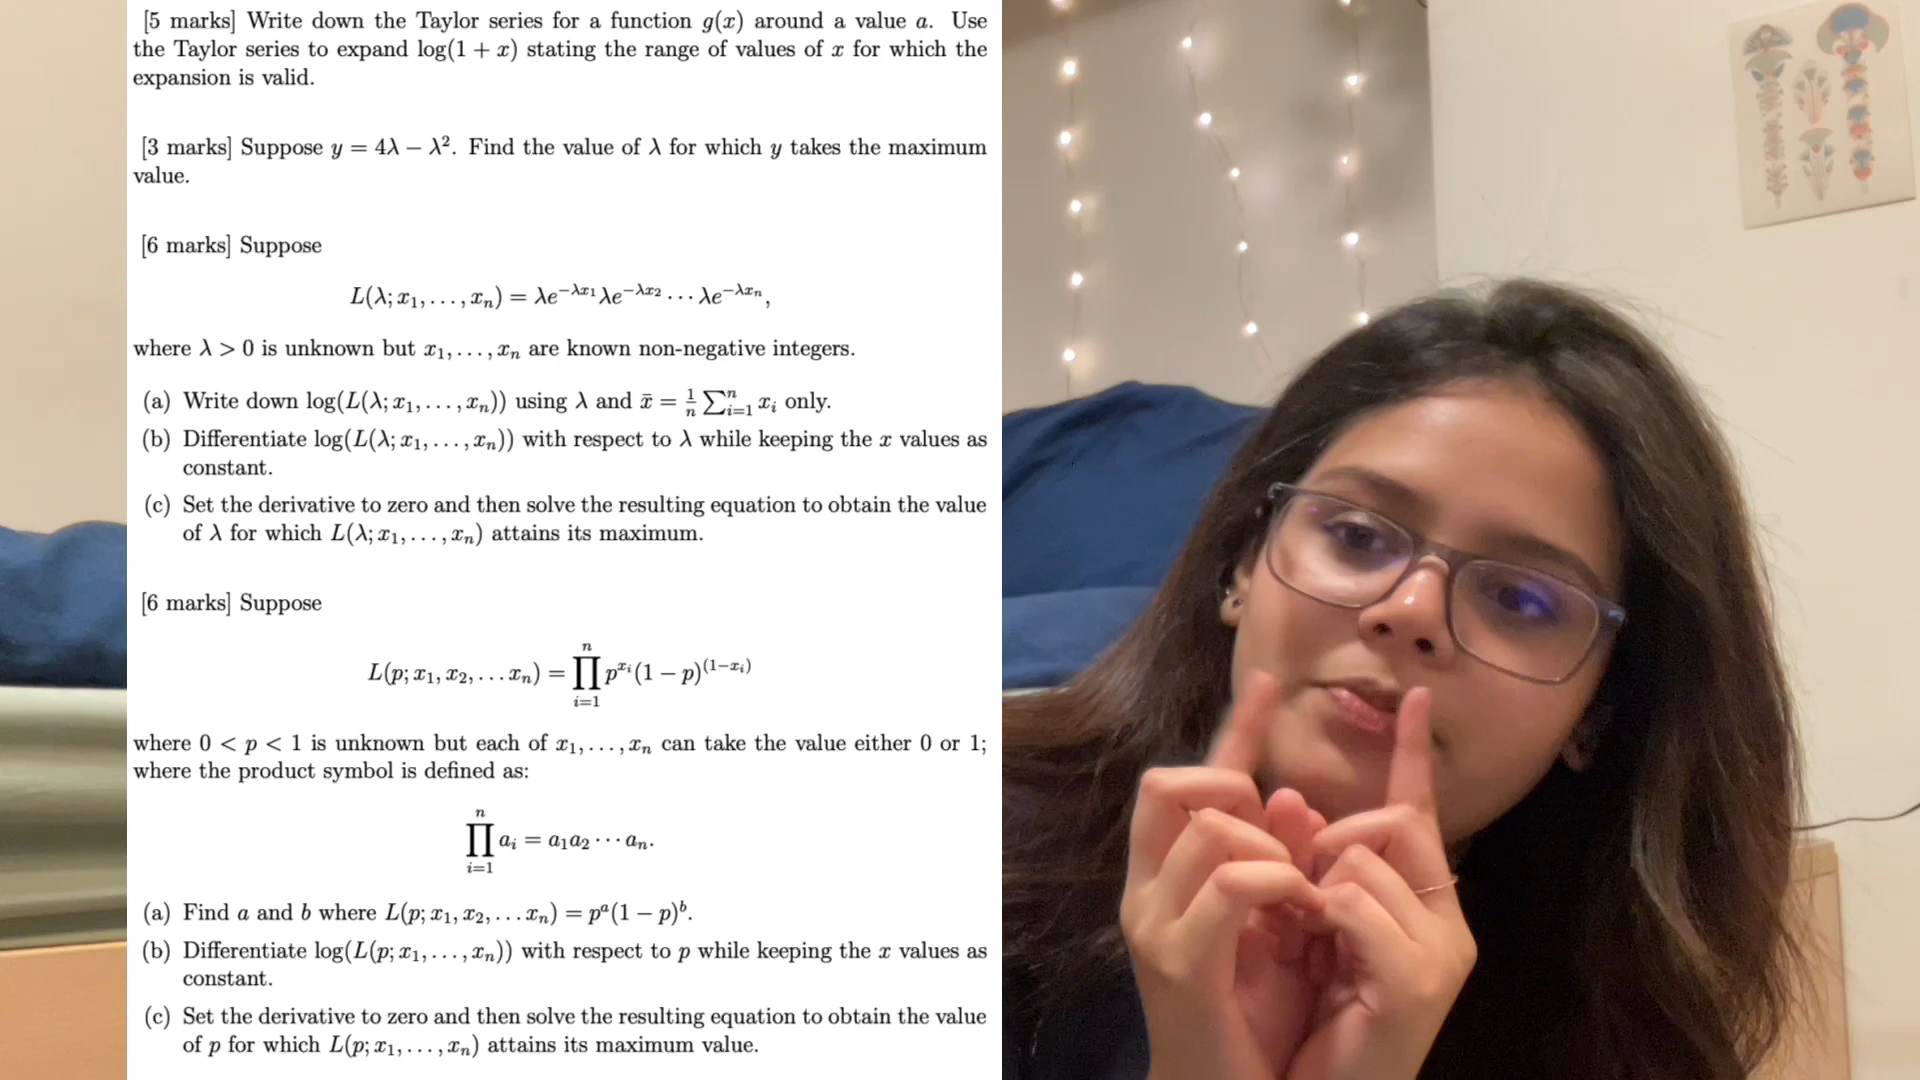 [5 marks] Write down the Taylor series for a function g(x) around a value a. Use
the Taylor series to expand log(1 + x) stating the range of values of x for which the
expansion is valid.
[3 marks] Suppose y = 4λ − λ². Find the value of λ for which y takes the maximum
value.
[6 marks] Suppose
L(λ; x₁, . . . , xₙ) = λe^{−λx₁}λe^{−λx₂} · · · λe^{−λxₙ},
where λ > 0 is unknown but x₁, . . . , xₙ are known non-negative integers.
(a) Write down log(L(λ; x₁, . . . , xₙ)) using λ and x̄ = 1/n ∑_{i=1}^{n} xᵢ only.
(b) Differentiate log(L(λ; x₁, . . . , xₙ)) with respect to λ while keeping the x values as
constant.
(c) Set the derivative to zero and then solve the resulting equation to obtain the value
of λ for which L(λ; x₁, . . . , xₙ) attains its maximum.
[6 marks] Suppose
L(p; x₁, x₂, . . . xₙ) = ∏_{i=1}^{n} p^{xᵢ}(1 − p)^{(1−xᵢ)}
where 0 < p < 1 is unknown but each of x₁, . . . , xₙ can take the value either 0 or 1;
where the product symbol is defined as:
∏_{i=1}^{n} aᵢ = a₁a₂ · · · aₙ.
(a) Find a and b where L(p; x₁, x₂, . . . xₙ) = pᵃ(1 − p)ᵇ.
(b) Differentiate log(L(p; x₁, . . . , xₙ)) with respect to p while keeping the x values as
constant.
(c) Set the derivative to zero and then solve the resulting equation to obtain the value
of p for which L(p; x₁, . . . , xₙ) attains its maximum value.